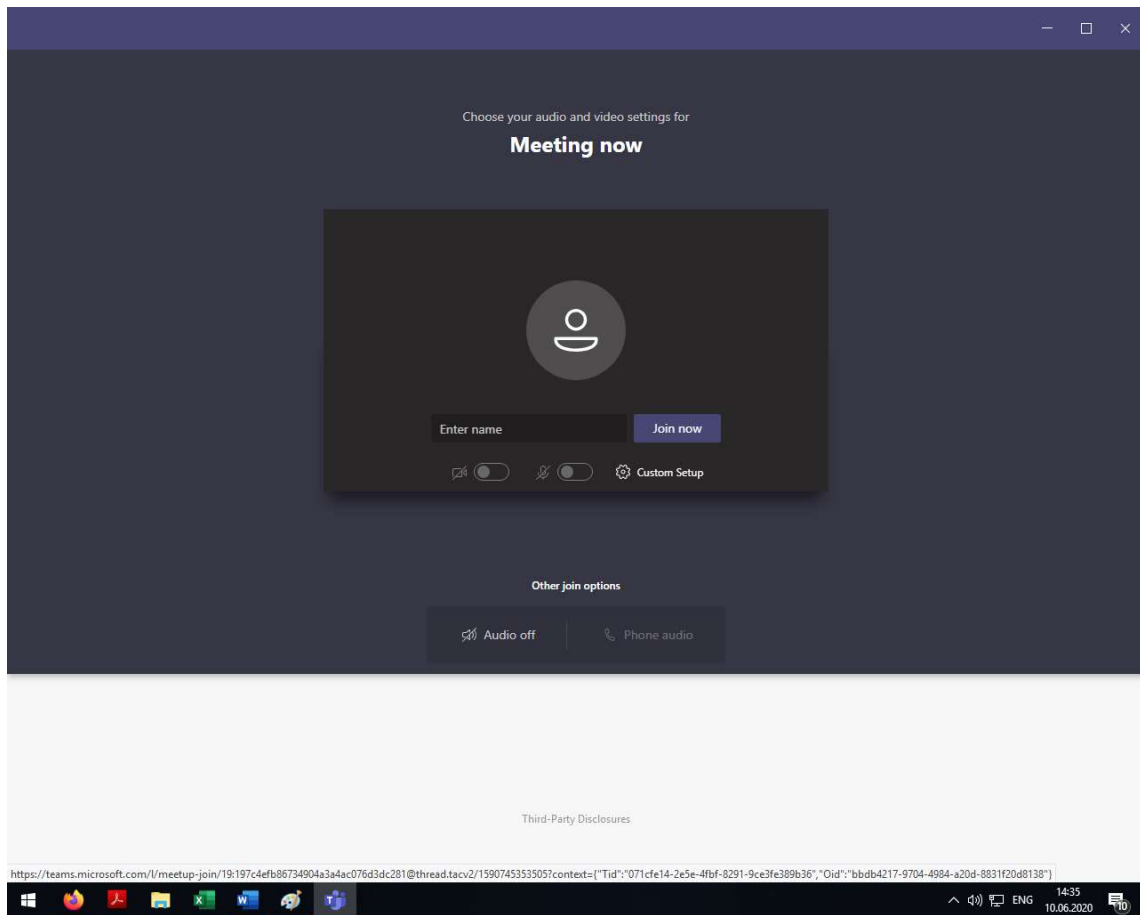 Choose your audio and video settings for
Meeting now
Enter name
Join now
Custom Setup
Other join options
Audio off
Phone audio
Third-Party Disclosures
https://teams.microsoft.com/l/meetup-join/19:197c4efb86734904a3a4ac076d3dc281@thread.tacv2/1590745353505?context={"Tid":"071cfe14-2e5e-4fbf-8291-9ce3fe389b36","Oid":"bbdb4217-9704-4984-a20d-8831f20d8138"}
ENG
14:35
10.06.2020
10